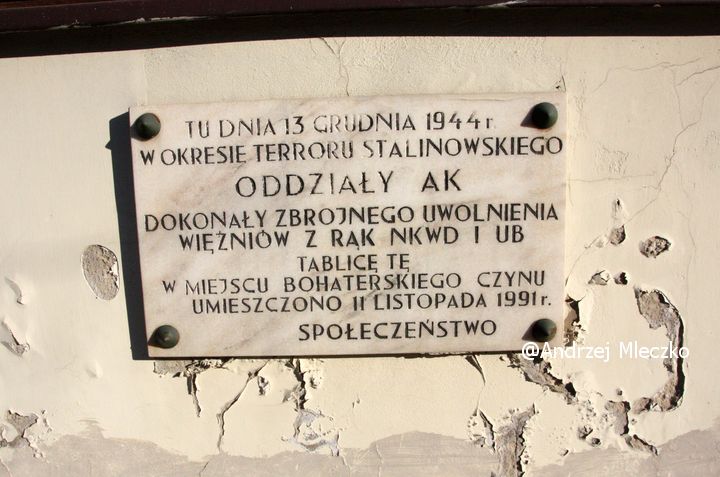 TU DNIA 13 GRUDNIA 1944 r.
W OKRESIE TERRORU STALINOWSKIEGO
ODDZIAŁY AK
DOKONAŁY ZBROJNEGO UWOLNIENIA
WIĘŹNIÓW Z RĄK NKWD I UB
TABLICĘ TĘ
W MIEJSCU BOHATERSKIEGO CZYNU
UMIESZCZONO 11 LISTOPADA 1991 r.
SPOŁECZEŃSTWO
@Andrzej Mleczko